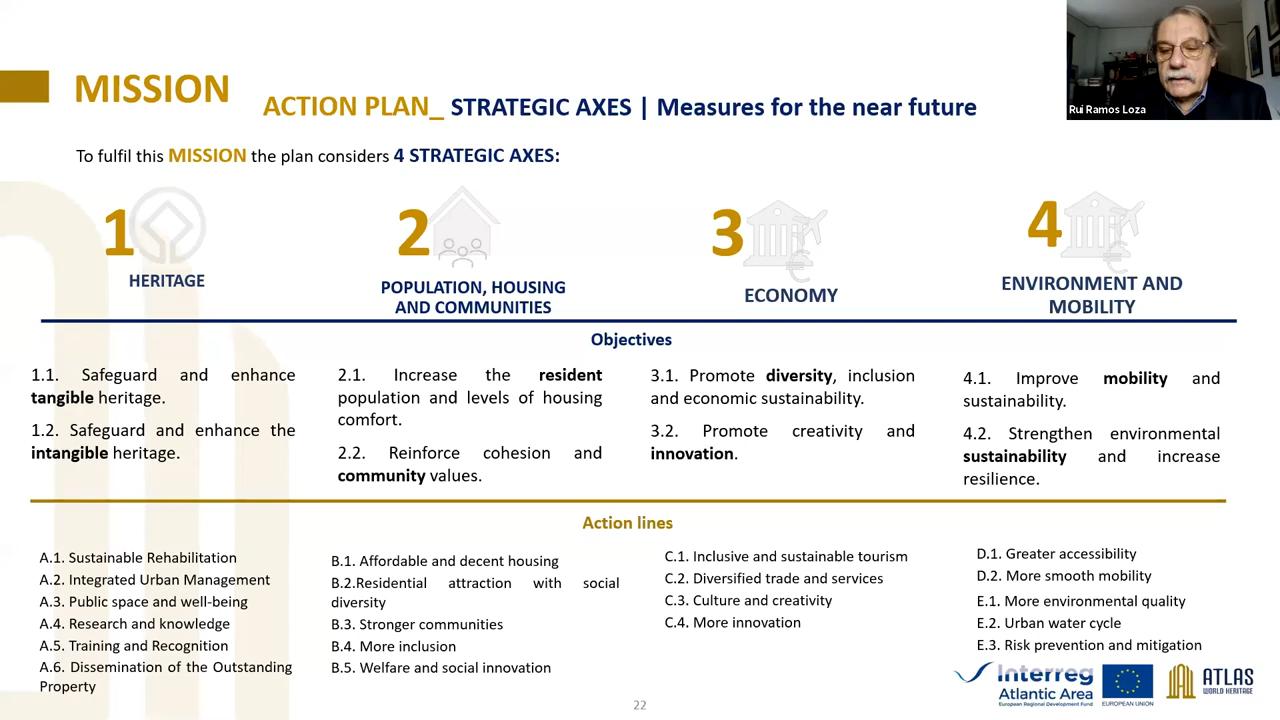 MISSION
ACTION PLAN_ STRATEGIC AXES | Measures for the near future
Rui Ramos Loza
To fulfil this MISSION the plan considers 4 STRATEGIC AXES:
1
HERITAGE
2
POPULATION, HOUSING
AND COMMUNITIES
3
ECONOMY
4
ENVIRONMENT AND
MOBILITY
Objectives
1.1. Safeguard and enhance
tangible heritage.
1.2. Safeguard and enhance the
intangible heritage.
2.1. Increase the resident
population and levels of housing
comfort.
2.2. Reinforce cohesion and
community values.
3.1. Promote diversity, inclusion
and economic sustainability.
3.2. Promote creativity and
innovation.
4.1. Improve mobility and
sustainability.
4.2. Strengthen environmental
sustainability and increase
resilience.
Action lines
A.1. Sustainable Rehabilitation
A.2. Integrated Urban Management
A.3. Public space and well-being
A.4. Research and knowledge
A.5. Training and Recognition
A.6. Dissemination of the Outstanding
Property
B.1. Affordable and decent housing
B.2.Residential attraction with social
diversity
B.3. Stronger communities
B.4. More inclusion
B.5. Welfare and social innovation
C.1. Inclusive and sustainable tourism
C.2. Diversified trade and services
C.3. Culture and creativity
C.4. More innovation
D.1. Greater accessibility
D.2. More smooth mobility
E.1. More environmental quality
E.2. Urban water cycle
E.3. Risk prevention and mitigation
Interreg
Atlantic Area
European Regional Development Fund
EUROPEAN UNION
ATLAS
WORLD HERITAGE
22